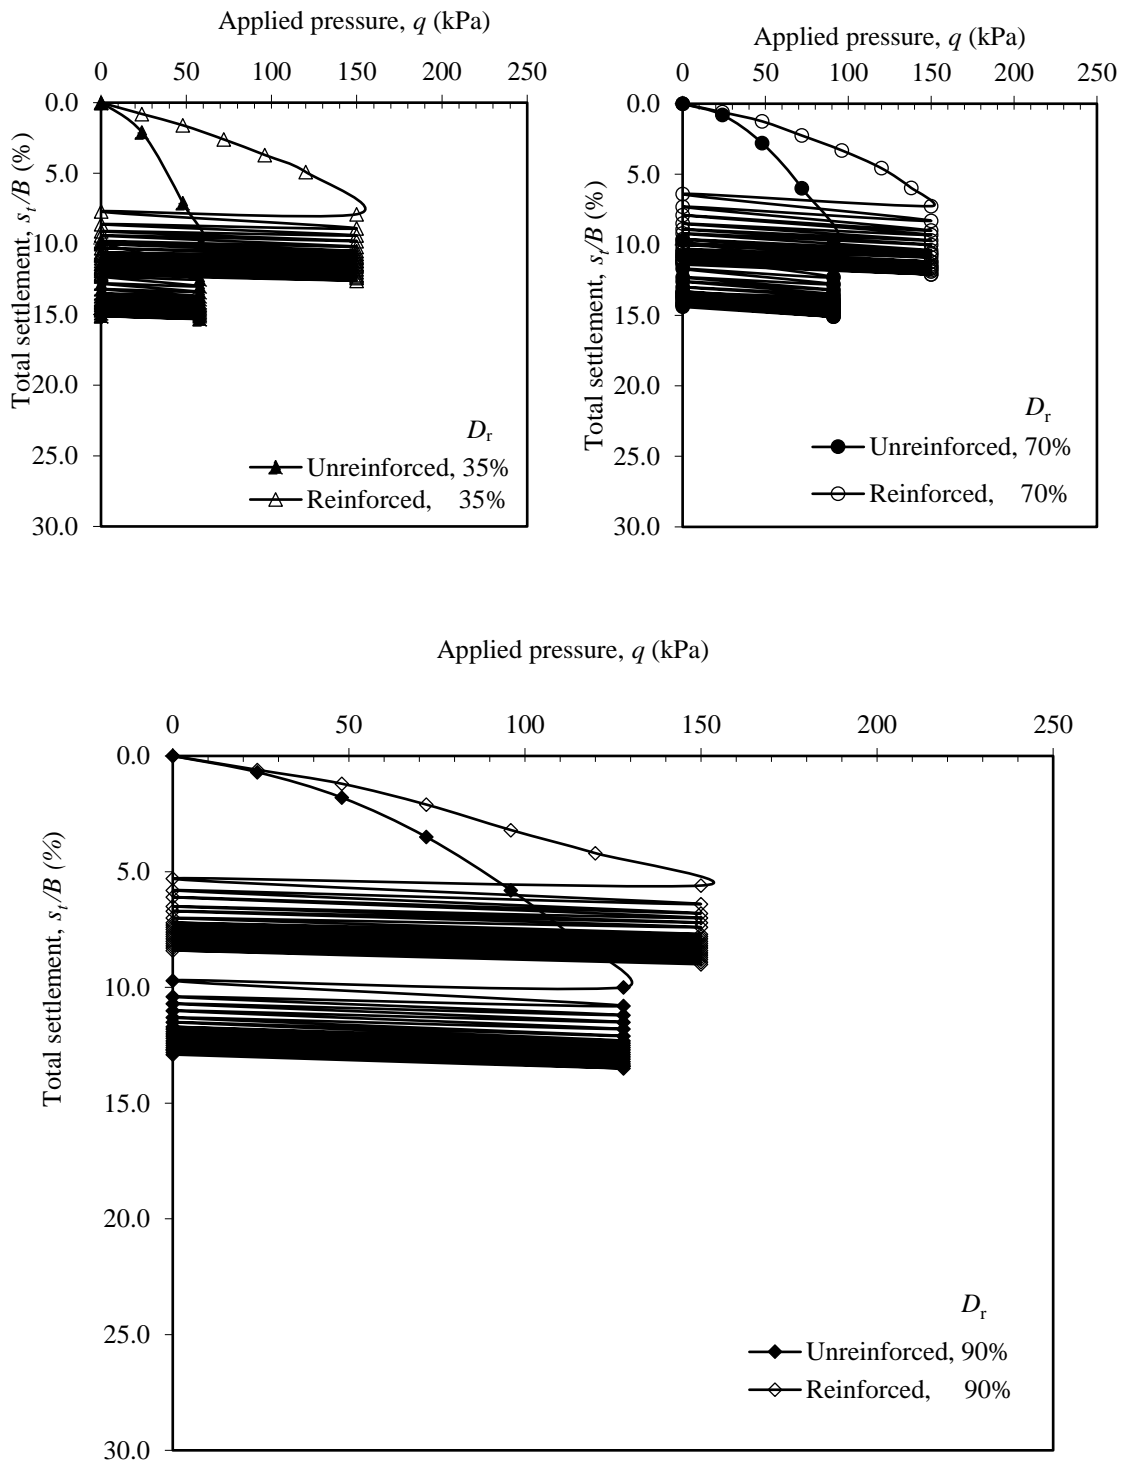 Applied pressure, q (kPa)
0 50 100 150 200 250
0.0
5.0
10.0
15.0
20.0
25.0
30.0
Total settlement, st/B (%)
Dr
Unreinforced, 35%
Reinforced, 35%
Applied pressure, q (kPa)
0 50 100 150 200 250
0.0
5.0
10.0
15.0
20.0
25.0
30.0
Total settlement, st/B (%)
Dr
Unreinforced, 70%
Reinforced, 70%
Applied pressure, q (kPa)
0 50 100 150 200 250
0.0
5.0
10.0
15.0
20.0
25.0
30.0
Total settlement, st/B (%)
Dr
Unreinforced, 90%
Reinforced, 90%